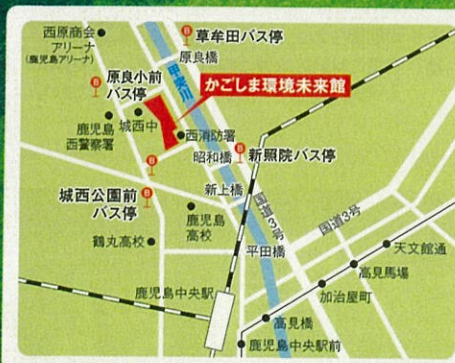 西原商会
アリーナ
(鹿児島アリーナ)
草牟田バス停
原良橋
原良小前
バス停
甲突川
かごしま環境未来館
城西中
鹿児島
西警察署
西消防署
昭和橋
新照院バス停
城西公園前
バス停
新上橋
鹿児島
高校
国道3号
国道3号
鶴丸高校
平田橋
天文館通
高見馬場
鹿児島中央駅
加治屋町
高見橋
鹿児島中央駅前